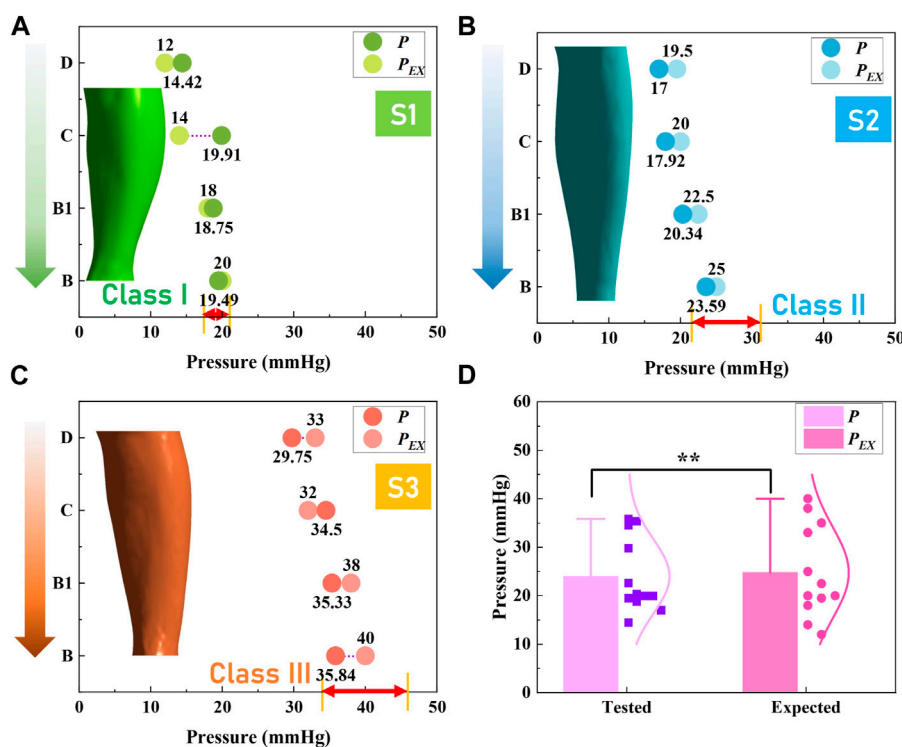 A
D
C
B1
B
12
14.42
14
19.91
18
18.75
20
19.49
P
P_EX
S1
Class I
0 10 20 30 40 50
Pressure (mmHg)
B
D
C
B1
B
19.5
17
20
17.92
22.5
20.34
25
23.59
P
P_EX
S2
Class II
0 10 20 30 40 50
Pressure (mmHg)
C
D
C
B1
B
33
29.75
32
34.5
38
35.33
40
35.84
P
P_EX
S3
Class III
0 10 20 30 40 50
Pressure (mmHg)
D
Pressure (mmHg)
60
50
40
30
20
10
0
**
P
P_EX
Tested Expected